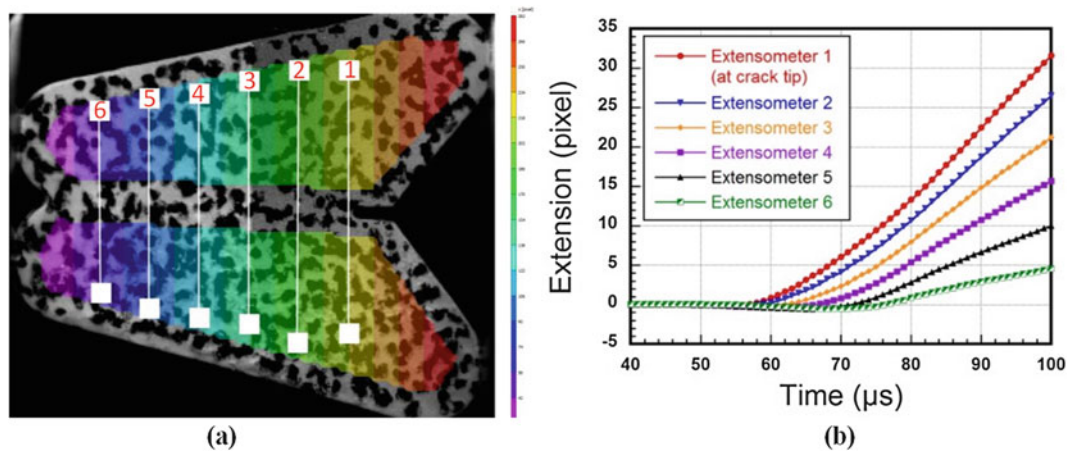 6 5 4 3 2 1
(a)
Extension (pixel)
35
30
25
20
15
10
5
0
-5
Extensometer 1
(at crack tip)
Extensometer 2
Extensometer 3
Extensometer 4
Extensometer 5
Extensometer 6
40 50 60 70 80 90 100
Time (μs)
(b)